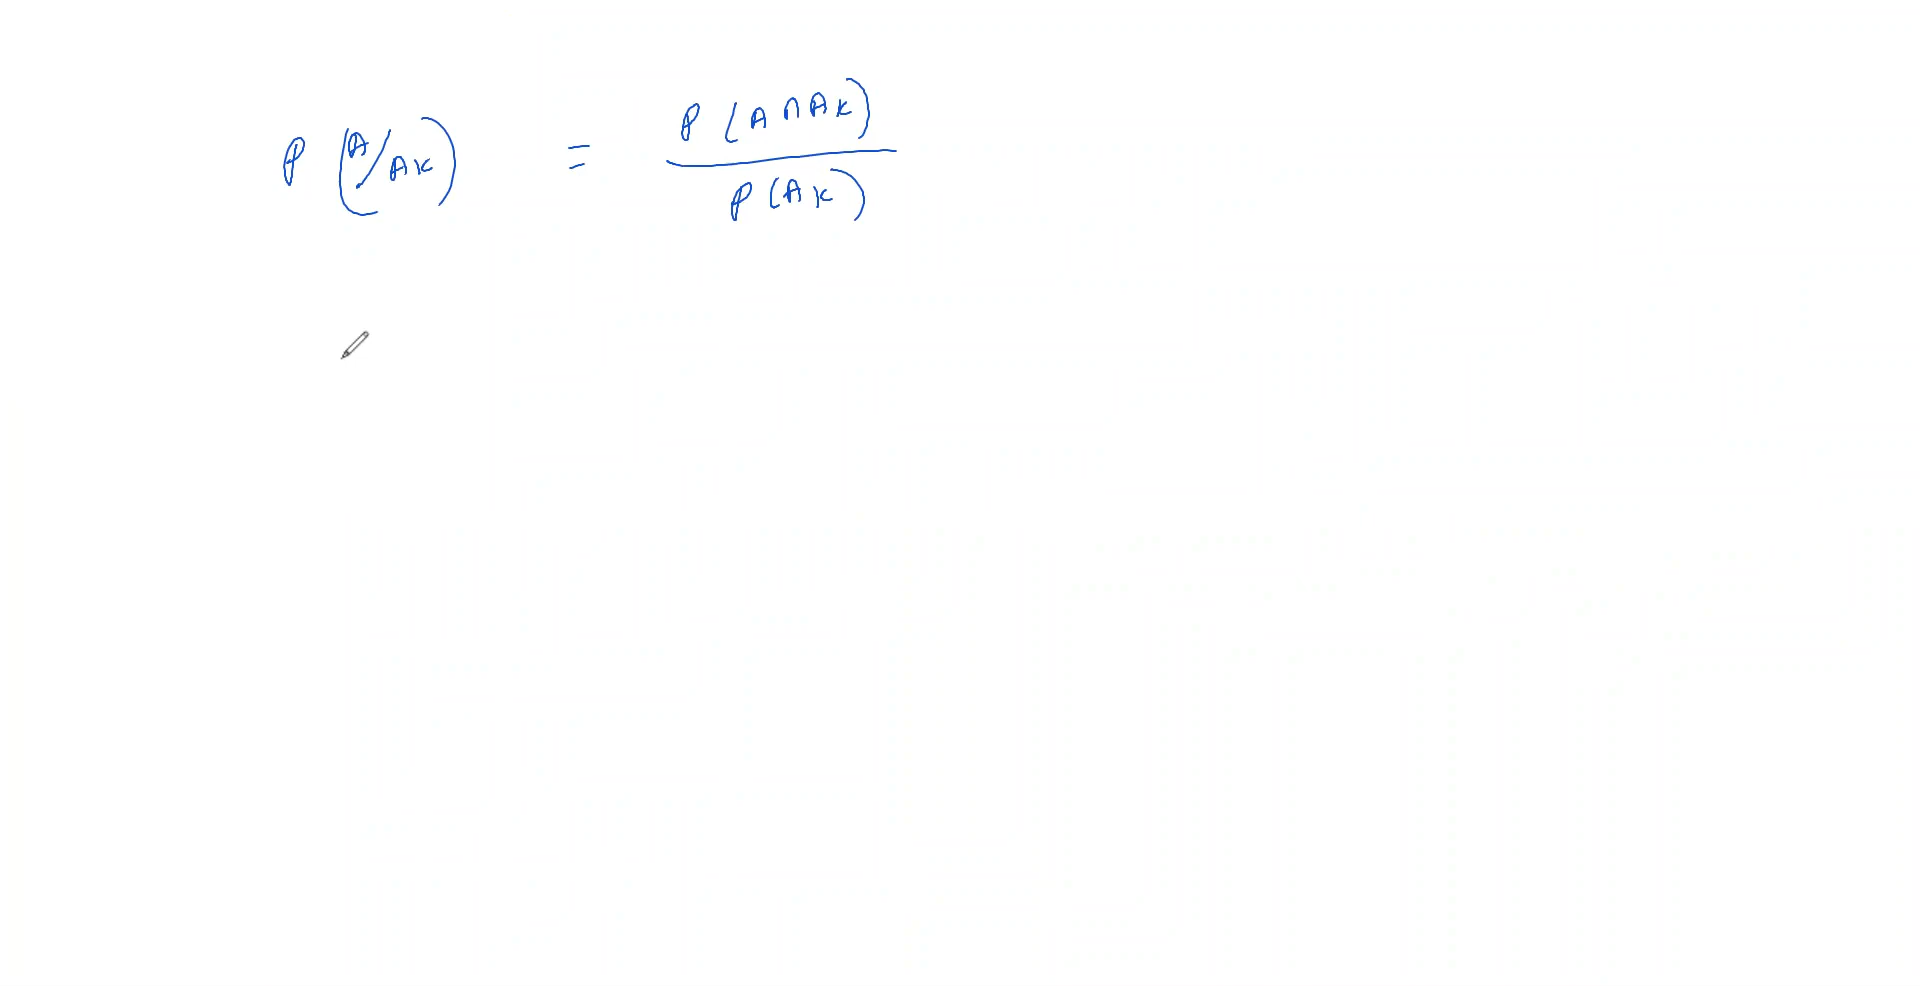 P (A/AK) = P (A ∩ AK) / P (AK)